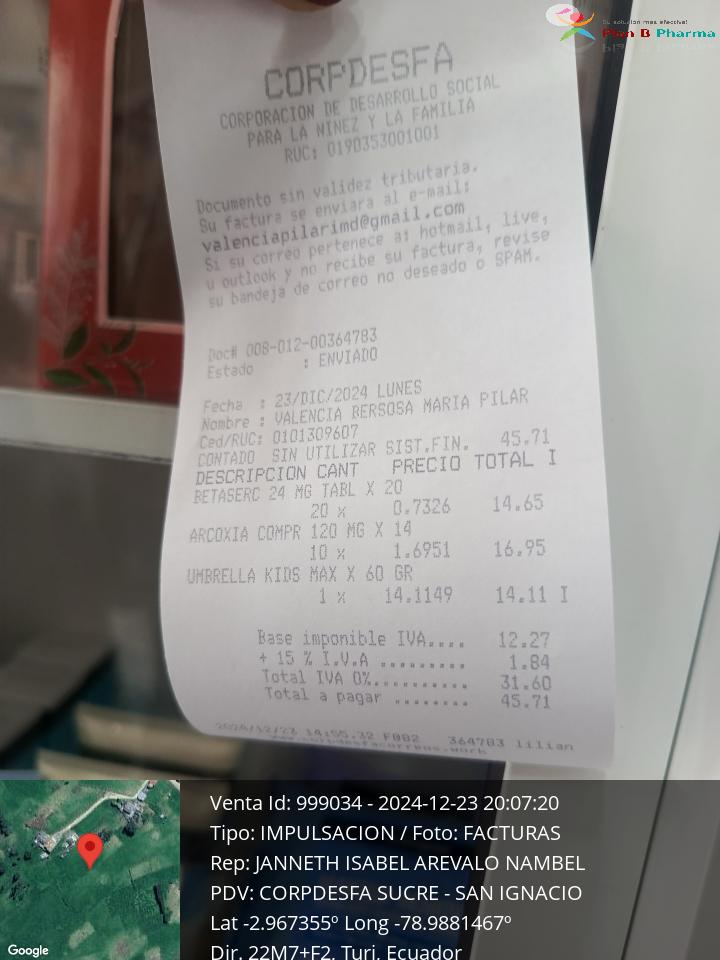 Su solución más efectiva!
Plan B Pharma
CORPDESFA
CORPORACION DE DESARROLLO SOCIAL
PARA LA NINEZ Y LA FAMILIA
RUC: 0190353001001
Documento sin validez tributaria.
Su factura se enviara al e-mail:
valenciapilarimd@gmail.com
Si su correo pertenece a: hotmail, live,
u outlook y no recibe su factura, revise
su bandeja de correo no deseado o SPAM.
Doc# 008-012-00364783
Estado : ENVIADO
Fecha : 23/DIC/2024 LUNES
Nombre : VALENCIA BERSOSA MARIA PILAR
Ced/RUC: 0101309607
CONTADO SIN UTILIZAR SIST.FIN. 45.71
DESCRIPCION CANT PRECIO TOTAL I
BETASERC 24 MG TABL X 20
20 x 0.7326 14.65
ARCOXIA COMPR 120 MG X 14
10 x 1.6951 16.95
UMBRELLA KIDS MAX X 60 GR
1 x 14.1149 14.11 I
Base imponible IVA.... 12.27
+ 15 % I.V.A ......... 1.84
Total IVA 0%.......... 31.60
Total a pagar ........ 45.71
2024/12/23 14:55.32 F082 364783 lilian
Venta Id: 999034 - 2024-12-23 20:07:20
Tipo: IMPULSACION / Foto: FACTURAS
Rep: JANNETH ISABEL AREVALO NAMBEL
PDV: CORPDESFA SUCRE - SAN IGNACIO
Lat -2.967355º Long -78.9881467º
Dir. 22M7+F2, Turi, Ecuador
Google